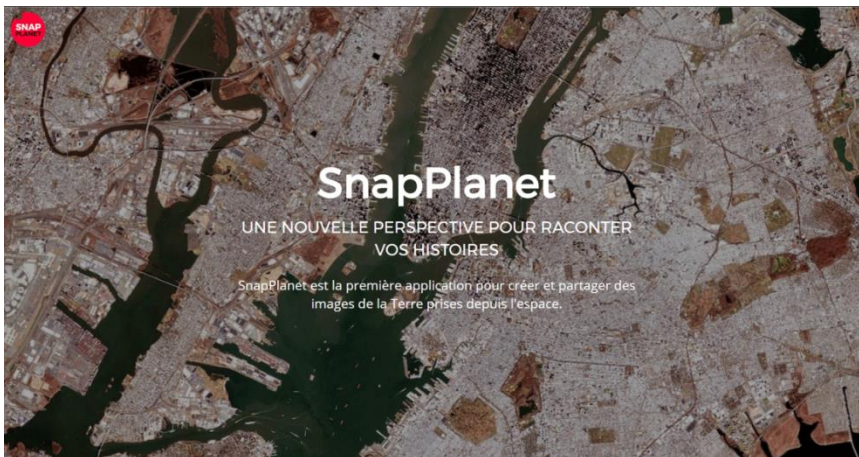 SNAP
PLANET
SnapPlanet
UNE NOUVELLE PERSPECTIVE POUR RACONTER
VOS HISTOIRES
SnapPlanet est la première application pour créer et partager des
images de la Terre prises depuis l'espace.